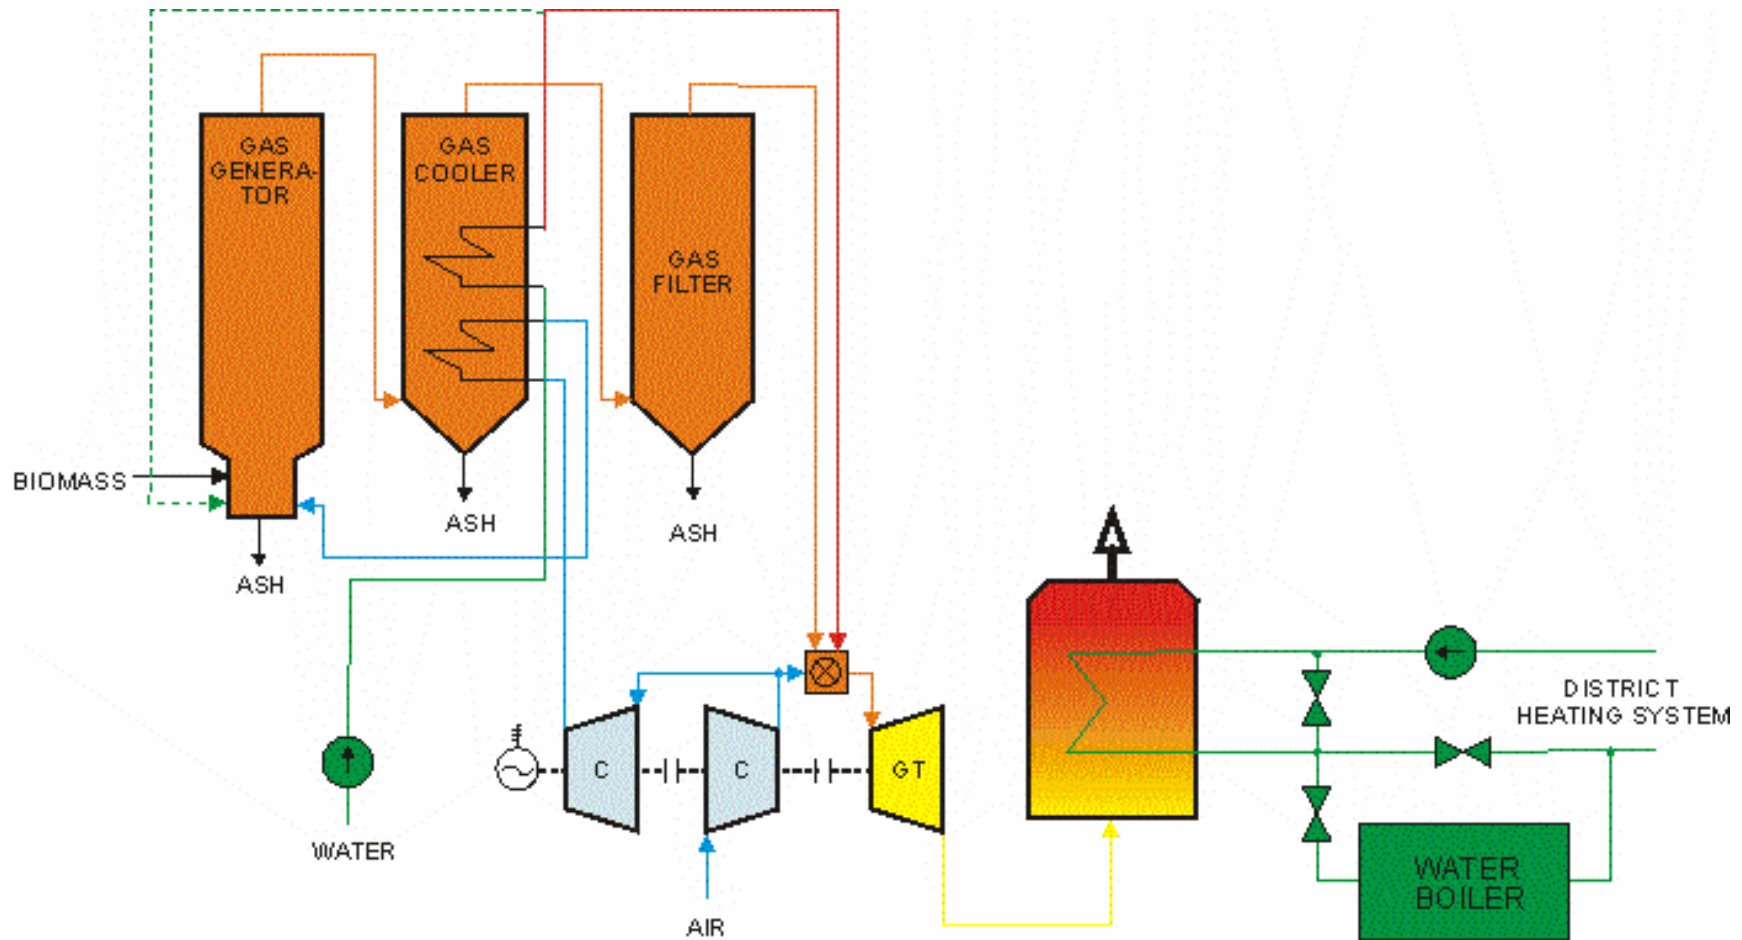 GAS
GENERA-
TOR
GAS
COOLER
GAS
FILTER
BIOMASS
ASH
ASH
ASH
WATER
C
C
GT
AIR
DISTRICT
HEATING SYSTEM
WATER
BOILER